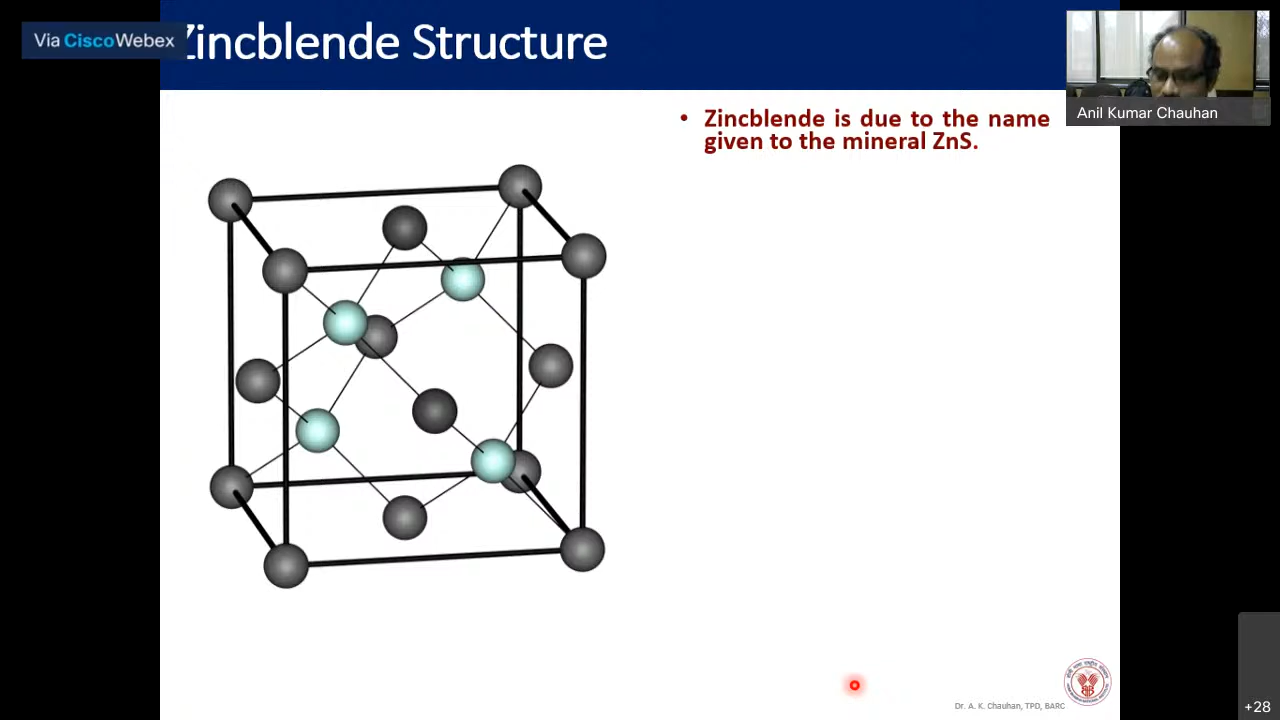 Via CiscoWebex
Zincblende Structure
Anil Kumar Chauhan
• Zincblende is due to the name
given to the mineral ZnS.
Dr. A. K. Chauhan, TPD, BARC
+28